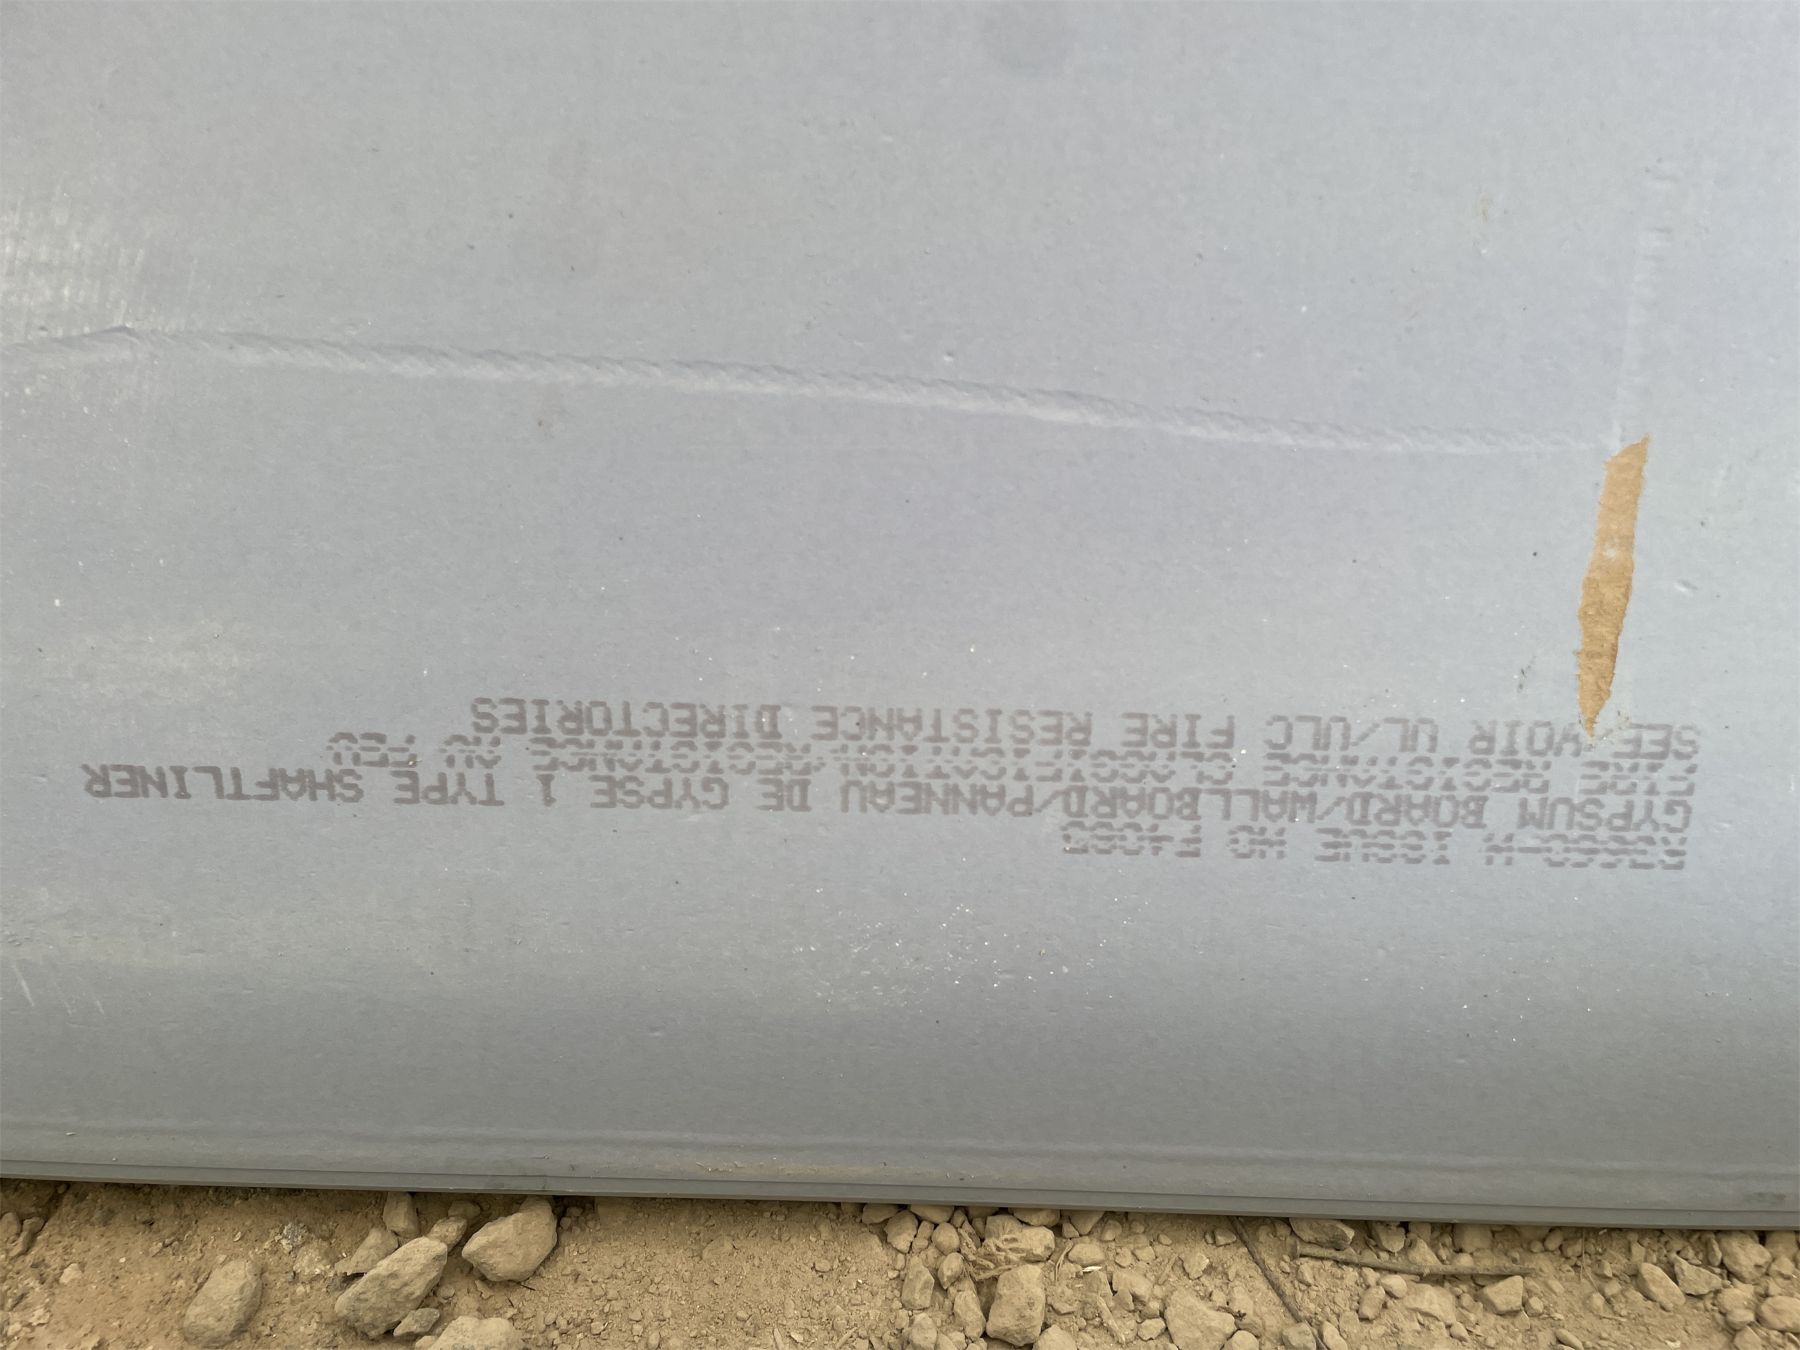 ISSUE NO
GYPSUM BOARD/WALLBOARD/PANNEAU DE GYPSE 1 TYPE SHAFTLINER
FIRE RESISTANCE CLASSIFICATION/RESISTANCE AU FEU
SEE/VOIR UL/ULC FIRE RESISTANCE DIRECTORIES